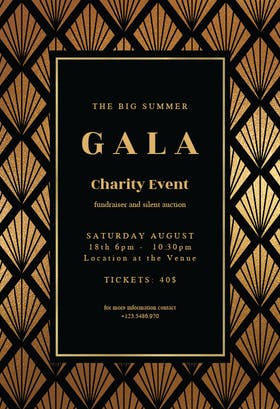 THE BIG SUMMER
GALA
Charity Event
fundraiser and silent auction
SATURDAY AUGUST
18th 6pm - 10:30pm
Location at the Venue
TICKETS: 40$
for more information contact
+123.5486.970